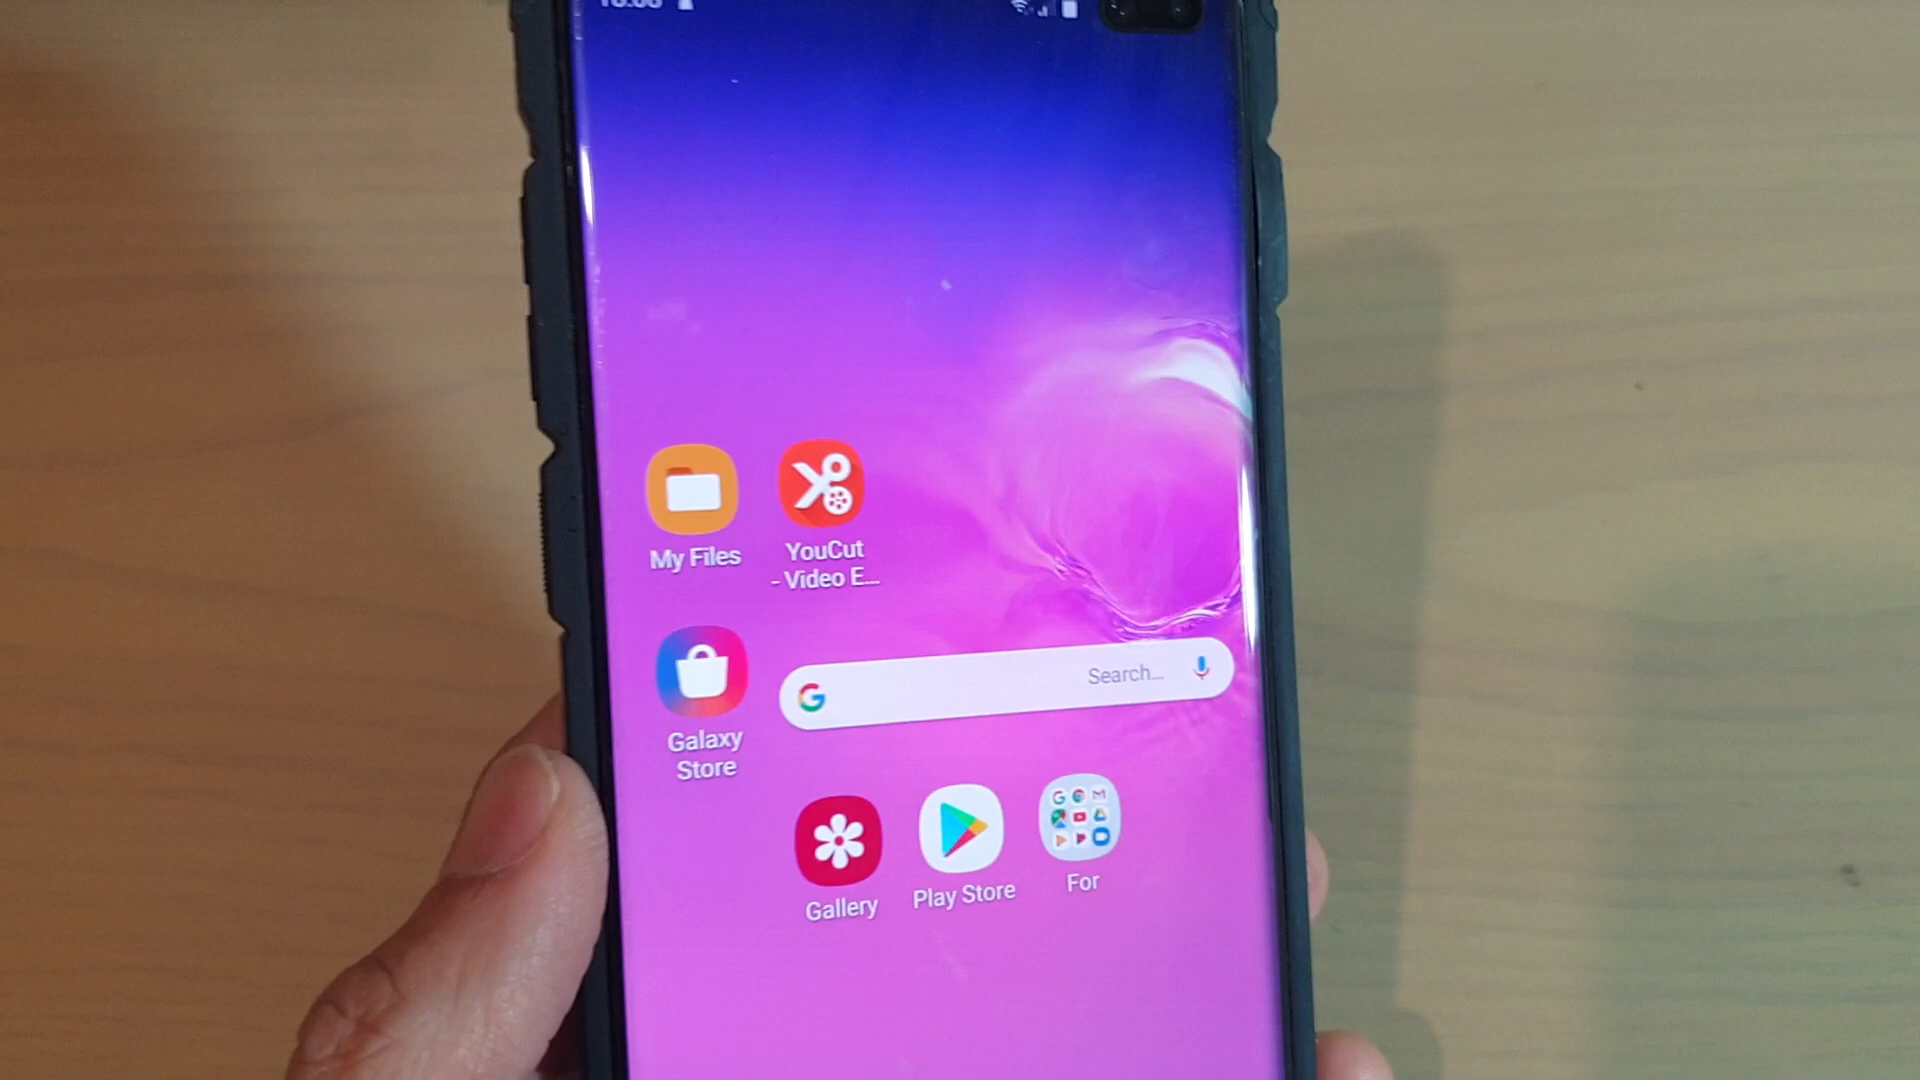 My Files
YouCut
- Video E...
Galaxy
Store
Search...
Gallery
Play Store
For